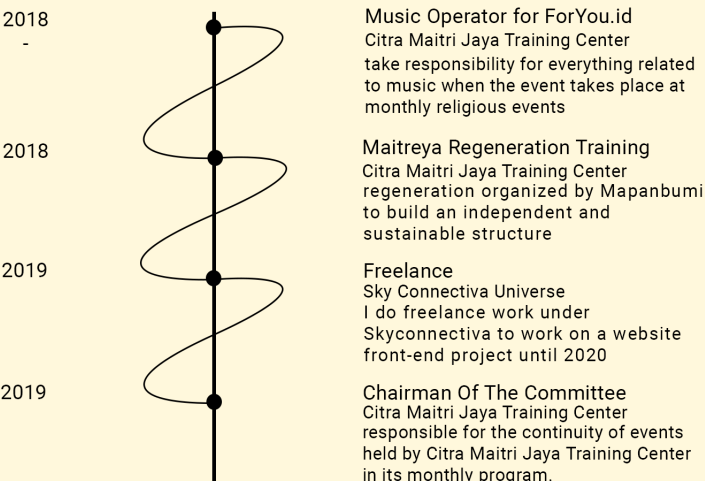 2018
-
Music Operator for ForYou.id
Citra Maitri Jaya Training Center
take responsibility for everything related
to music when the event takes place at
monthly religious events
2018
Maitreya Regeneration Training
Citra Maitri Jaya Training Center
regeneration organized by Mapanbumi
to build an independent and
sustainable structure
2019
Freelance
Sky Connectiva Universe
I do freelance work under
Skyconnectiva to work on a website
front-end project until 2020
2019
Chairman Of The Committee
Citra Maitri Jaya Training Center
responsible for the continuity of events
held by Citra Maitri Jaya Training Center
in its monthly program.